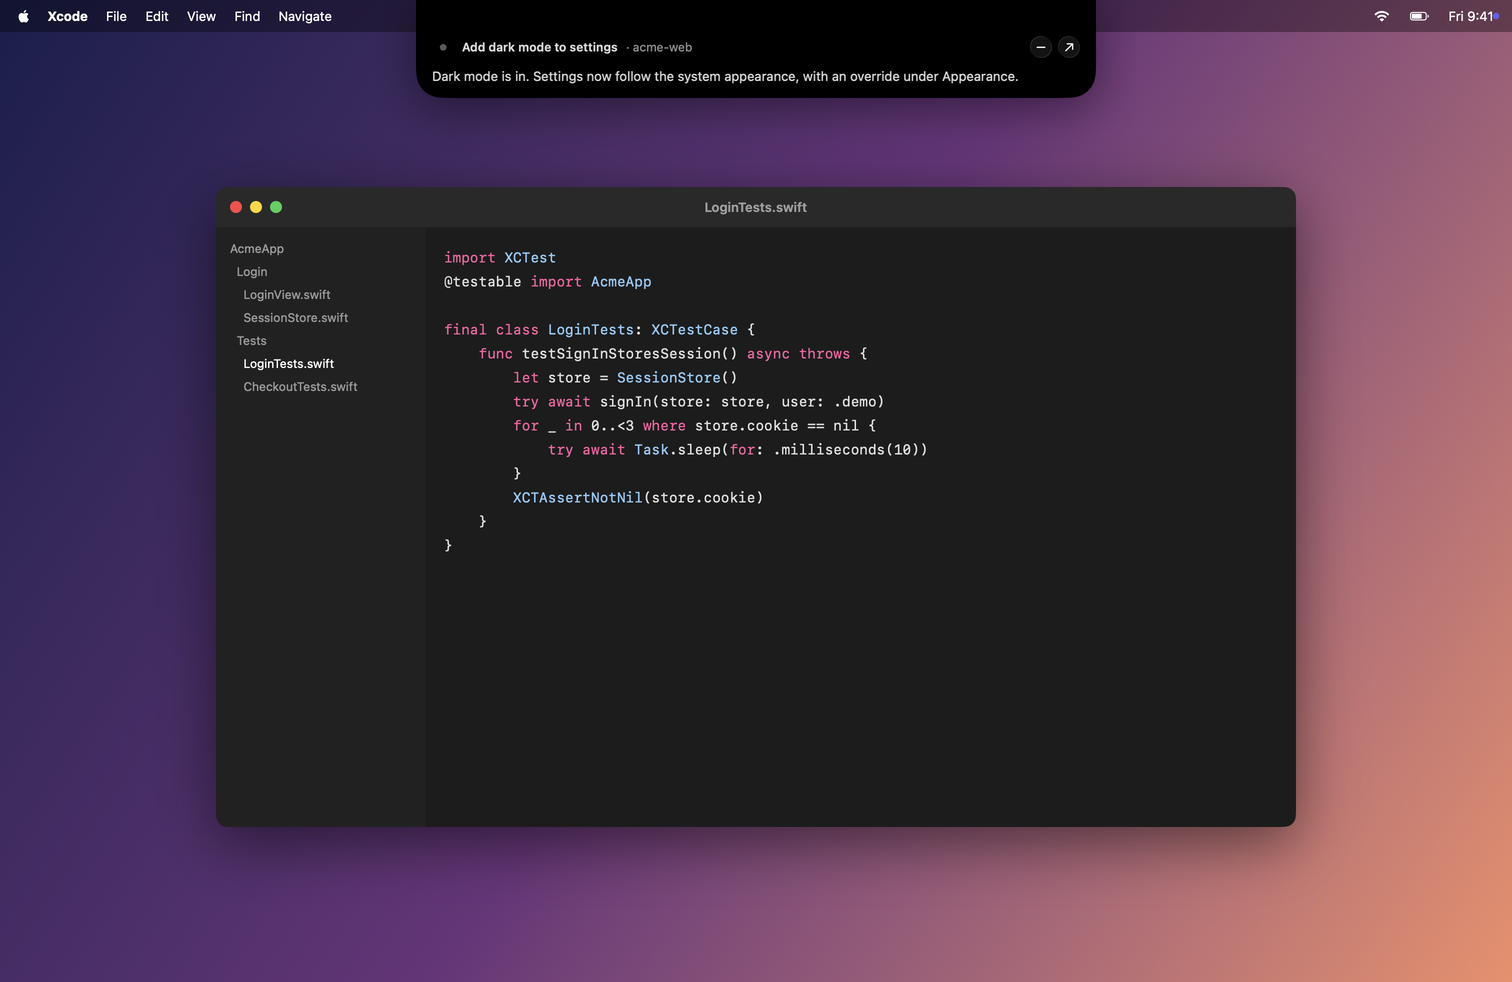 Xcode File Edit View Find Navigate Fri 9:41
Add dark mode to settings · acme-web
Dark mode is in. Settings now follow the system appearance, with an override under Appearance.
LoginTests.swift
AcmeApp
Login
LoginView.swift
SessionStore.swift
Tests
LoginTests.swift
CheckoutTests.swift
import XCTest
@testable import AcmeApp
final class LoginTests: XCTestCase {
    func testSignInStoresSession() async throws {
        let store = SessionStore()
        try await signIn(store: store, user: .demo)
        for _ in 0..<3 where store.cookie == nil {
            try await Task.sleep(for: .milliseconds(10))
        }
        XCTAssertNotNil(store.cookie)
    }
}